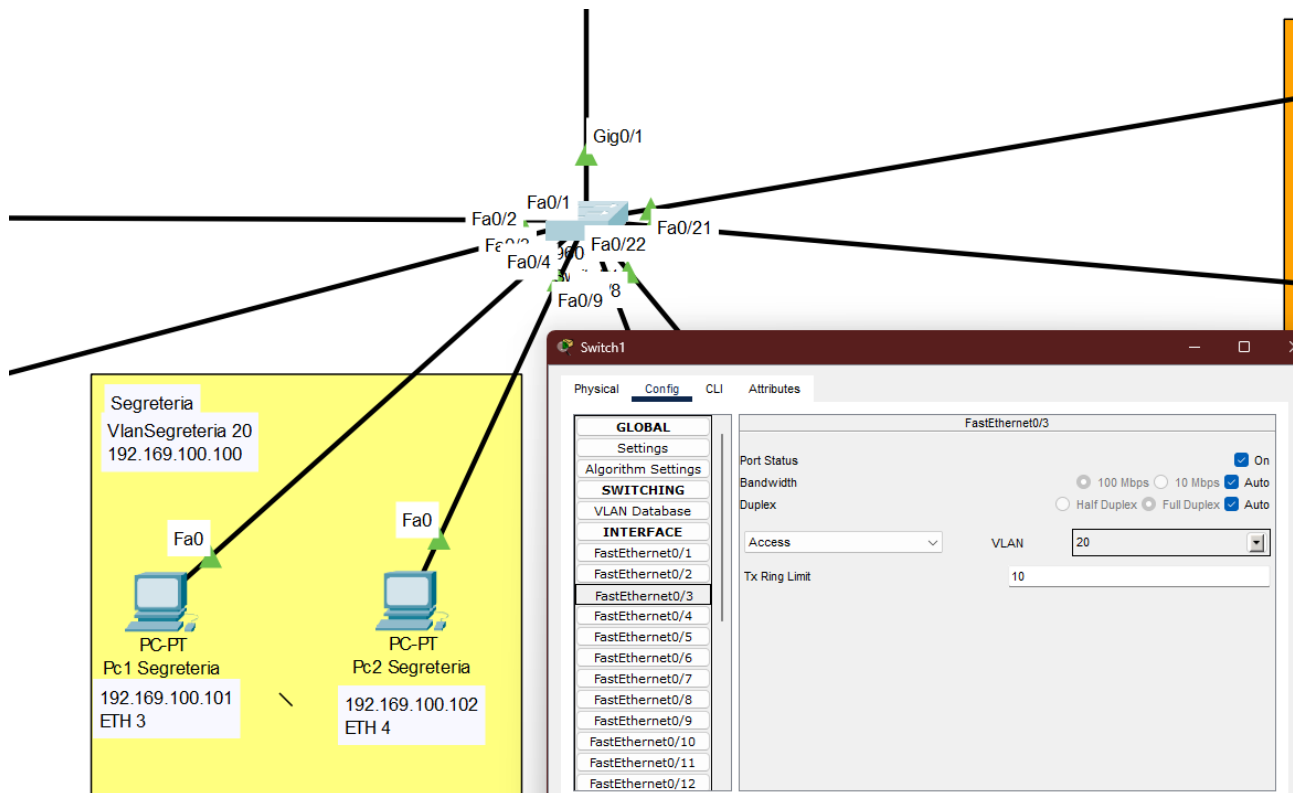 Gig0/1
Fa0/1
Fa0/2
Fa0/21
Fa0/22
Fa0/4
Fa0/9
Segreteria
VlanSegreteria 20
192.169.100.100
Fa0
Fa0
PC-PT
Pc1 Segreteria
192.169.100.101
ETH 3
\
PC-PT
Pc2 Segreteria
192.169.100.102
ETH 4
Switch1
Physical Config CLI Attributes
GLOBAL
Settings
Algorithm Settings
SWITCHING
VLAN Database
INTERFACE
FastEthernet0/1
FastEthernet0/2
FastEthernet0/3
FastEthernet0/4
FastEthernet0/5
FastEthernet0/6
FastEthernet0/7
FastEthernet0/8
FastEthernet0/9
FastEthernet0/10
FastEthernet0/11
FastEthernet0/12
FastEthernet0/3
Port Status On
Bandwidth 100 Mbps 10 Mbps Auto
Duplex Half Duplex Full Duplex Auto
Access VLAN 20
Tx Ring Limit 10